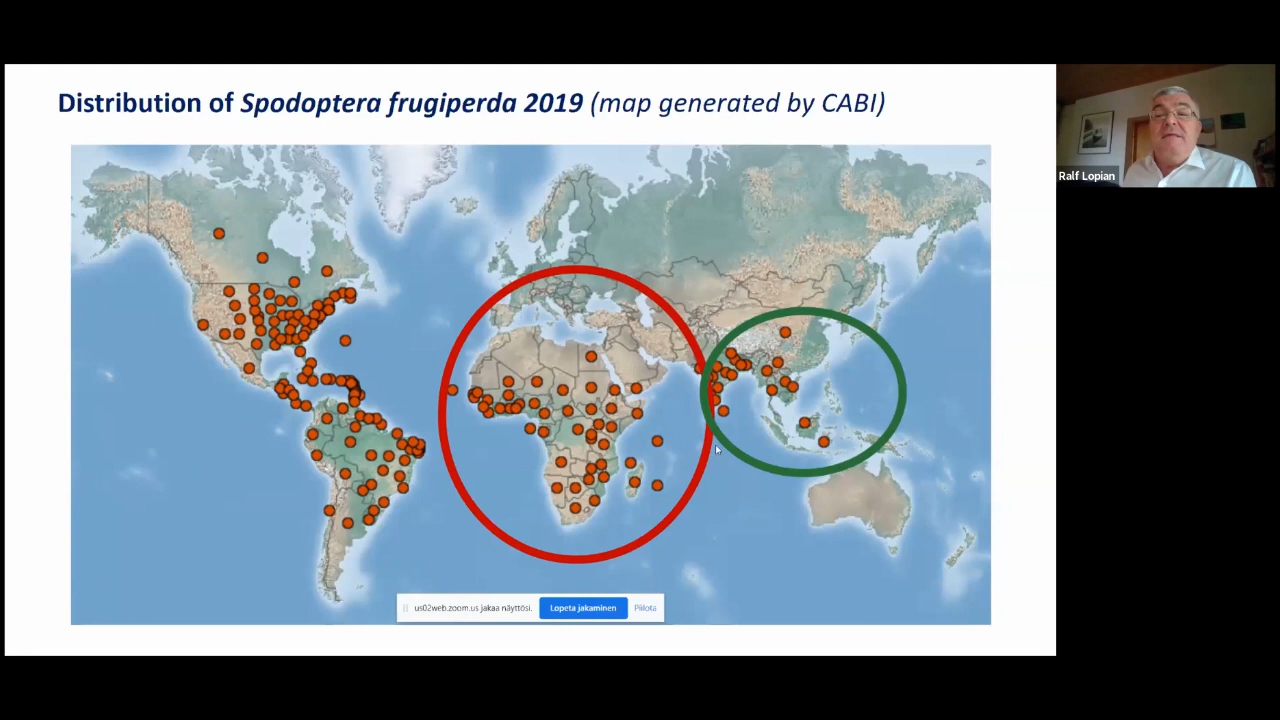 Distribution of Spodoptera frugiperda 2019 (map generated by CABI)
Ralf Lopian
us02web.zoom.us jakaa näyttösi.
Lopeta jakaminen
Piilota